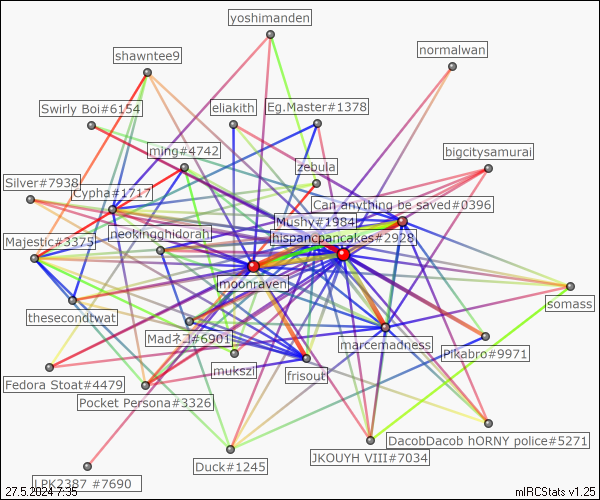 yoshimanden
normalwan
shawntee9
Swirly Boi#6154
eliakith
Eg.Master#1378
ming#4742
bigcitysamurai
zebula
Silver#7938
Cypha#1717
Can anything be saved#0396
Mushy#1984
neokingghidorah
hispancpancakes#2928
Majestic#3375
moonraven
somass
thesecondtwat
Madネコ#6901
marcemadness
Pikabro#9971
mukszi
frisout
Fedora Stoat#4479
Pocket Persona#3326
DacobDacob hORNY police#5271
JKOUYH VIII#7034
Duck#1245
LPK2387 #7690
27.5.2024 7:35
mIRCStats v1.25